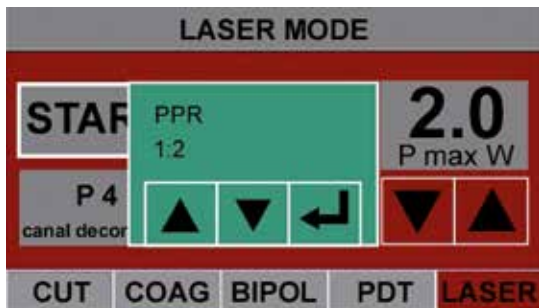 LASER MODE
STAR
PPR
1:2
2.0
P max W
P 4
canal decor
CUT COAG BIPOL PDT LASER